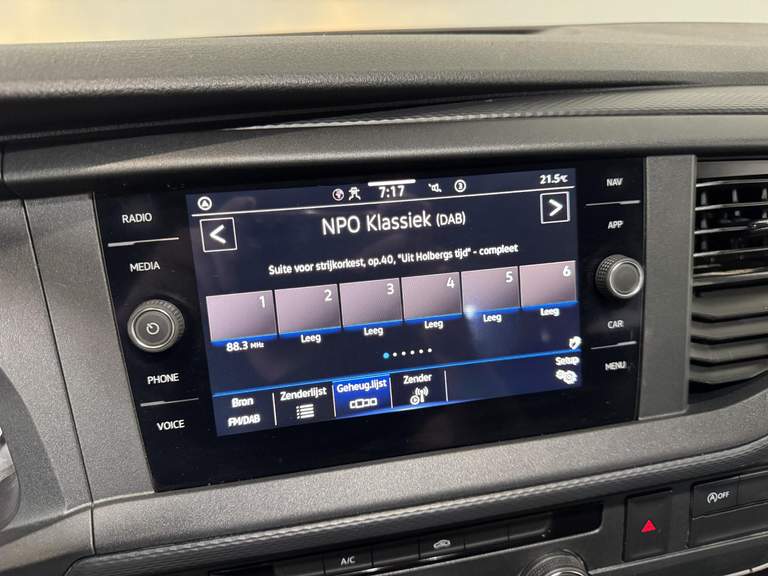 RADIO
MEDIA
PHONE
VOICE
7:17
3
21.5°C
NPO Klassiek (DAB)
Suite voor strijkorkest, op.40, "Uit Holbergs tijd" - compleet
1 2 3 4 5 6
88.3 MHz Leeg Leeg Leeg Leeg Leeg
Bron
FM/DAB
Zenderlijst
Geheug.lijst
Zender
Setup
NAV
APP
CAR
MENU
A/C
OFF